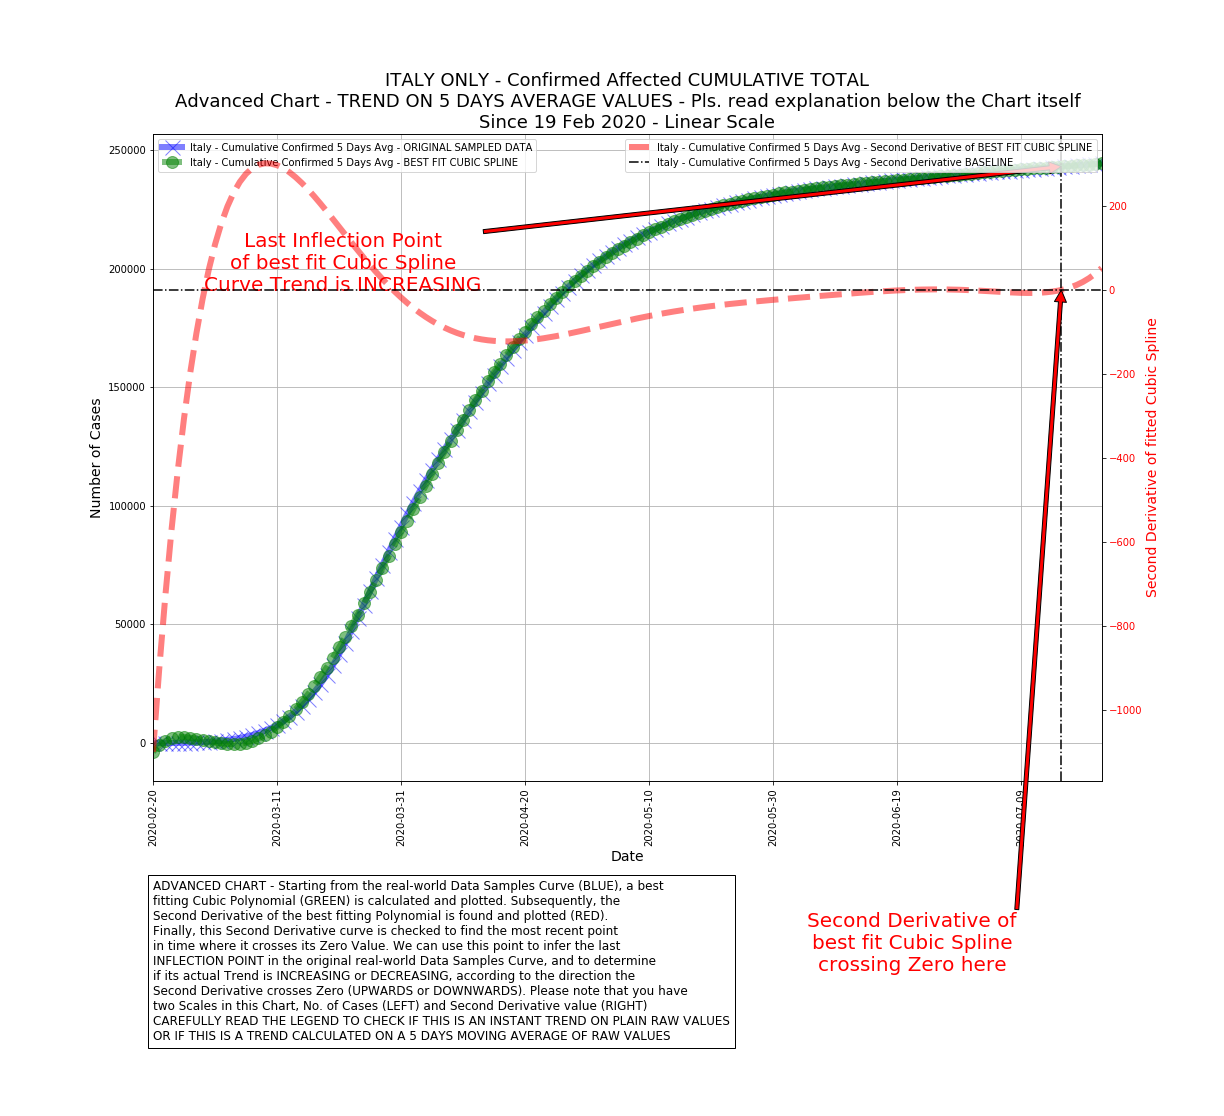 ITALY ONLY - Confirmed Affected CUMULATIVE TOTAL
Advanced Chart - TREND ON 5 DAYS AVERAGE VALUES - Pls. read explanation below the Chart itself
Since 19 Feb 2020 - Linear Scale
Italy - Cumulative Confirmed 5 Days Avg - ORIGINAL SAMPLED DATA
Italy - Cumulative Confirmed 5 Days Avg - BEST FIT CUBIC SPLINE
Italy - Cumulative Confirmed 5 Days Avg - Second Derivative of BEST FIT CUBIC SPLINE
Italy - Cumulative Confirmed 5 Days Avg - Second Derivative BASELINE
Last Inflection Point
of best fit Cubic Spline
Curve Trend is INCREASING
Number of Cases
250000
200000
150000
100000
50000
0
200
0
−200
−400
−600
−800
−1000
Second Derivative of fitted Cubic Spline
2020-02-20
2020-03-11
2020-03-31
2020-04-20
2020-05-10
2020-05-30
2020-06-19
2020-07-09
Date
Second Derivative of
best fit Cubic Spline
crossing Zero here
ADVANCED CHART - Starting from the real-world Data Samples Curve (BLUE), a best
fitting Cubic Polynomial (GREEN) is calculated and plotted. Subsequently, the
Second Derivative of the best fitting Polynomial is found and plotted (RED).
Finally, this Second Derivative curve is checked to find the most recent point
in time where it crosses its Zero Value. We can use this point to infer the last
INFLECTION POINT in the original real-world Data Samples Curve, and to determine
if its actual Trend is INCREASING or DECREASING, according to the direction the
Second Derivative crosses Zero (UPWARDS or DOWNWARDS). Please note that you have
two Scales in this Chart, No. of Cases (LEFT) and Second Derivative value (RIGHT)
CAREFULLY READ THE LEGEND TO CHECK IF THIS IS AN INSTANT TREND ON PLAIN RAW VALUES
OR IF THIS IS A TREND CALCULATED ON A 5 DAYS MOVING AVERAGE OF RAW VALUES